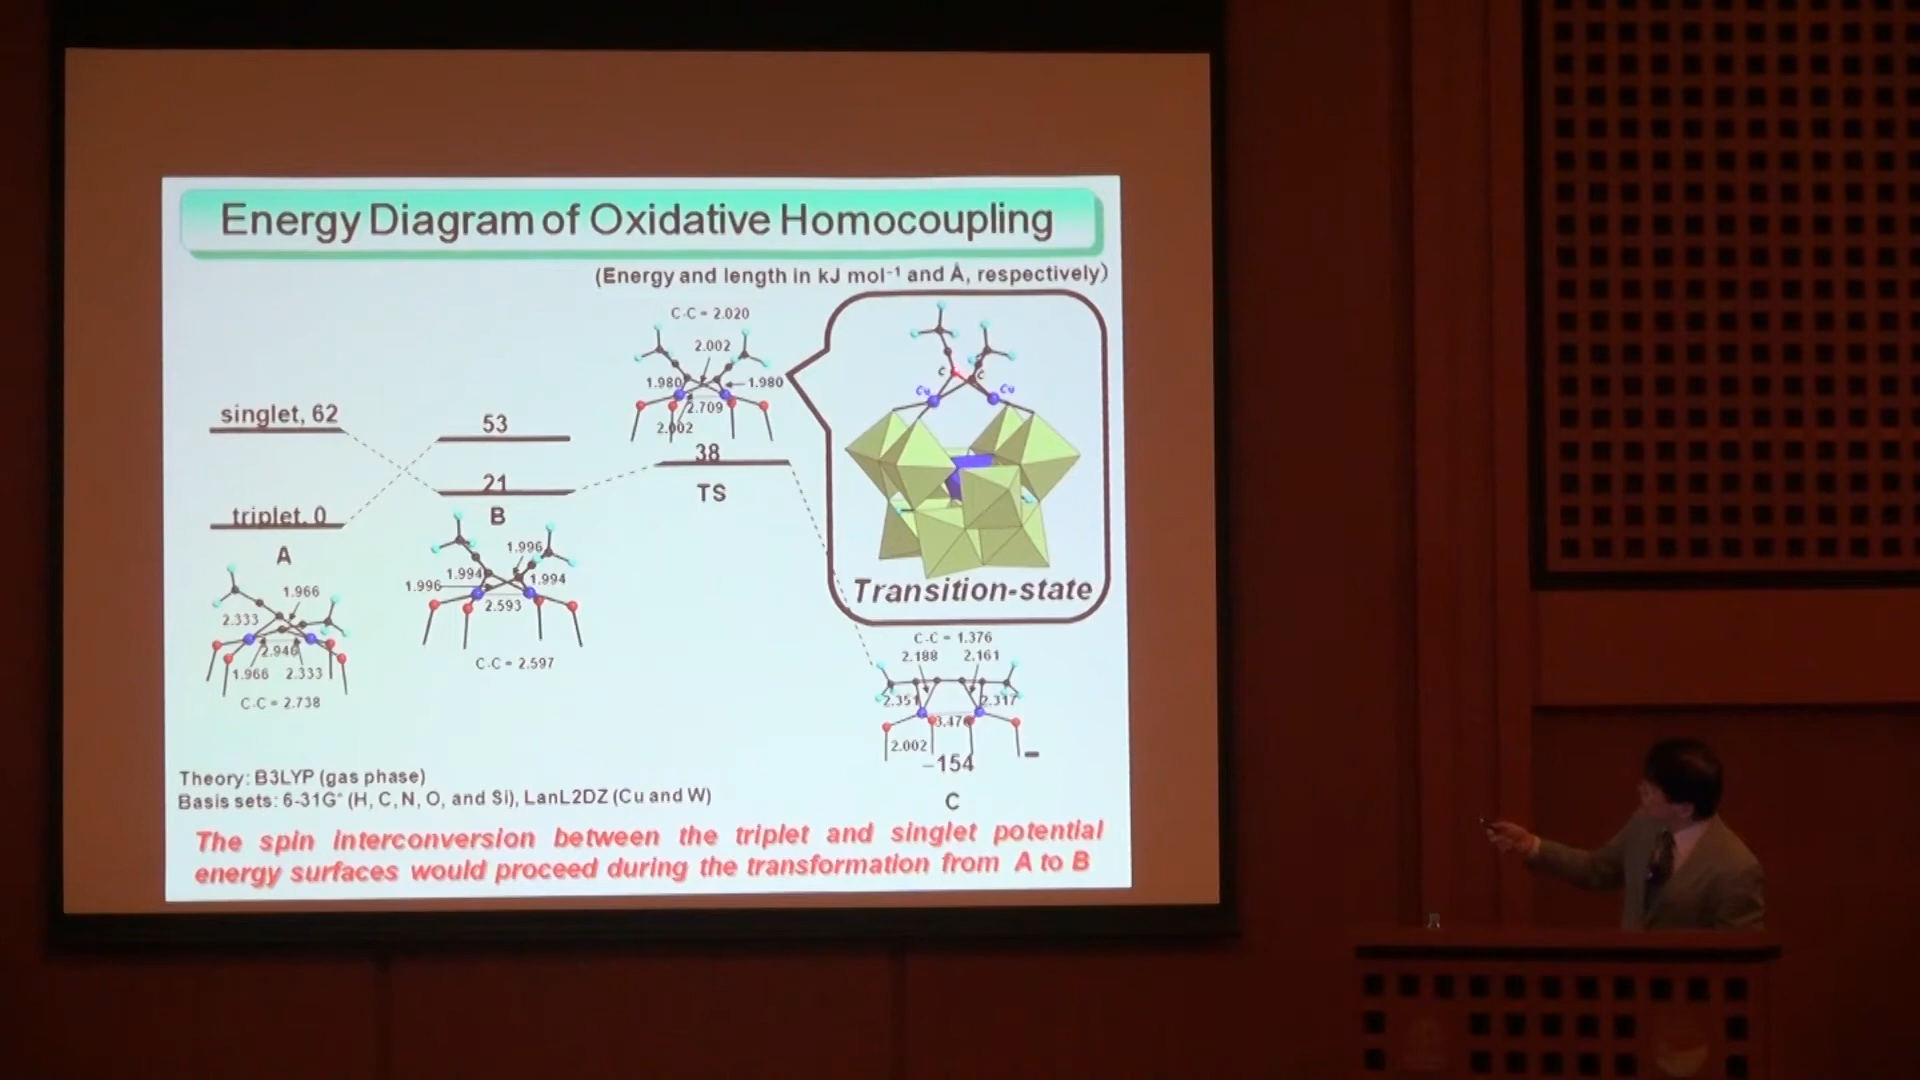 Energy Diagram of Oxidative Homocoupling
(Energy and length in kJ mol⁻¹ and Å, respectively)
C-C = 2.020
2.002
1.980
1.980
2.709
2.002
38
TS
singlet, 62
53
21
triplet, 0
B
A
1.996
1.994
1.994
1.996
2.593
C-C = 2.597
1.966
2.333
2.946
1.966
2.333
C-C = 2.738
C
C
Cu
Cu
Transition-state
C-C = 1.376
2.188
2.161
2.351
2.317
3.476
2.002
−154
C
Theory: B3LYP (gas phase)
Basis sets: 6-31G* (H, C, N, O, and Si), LanL2DZ (Cu and W)
The spin interconversion between the triplet and singlet potential
energy surfaces would proceed during the transformation from A to B